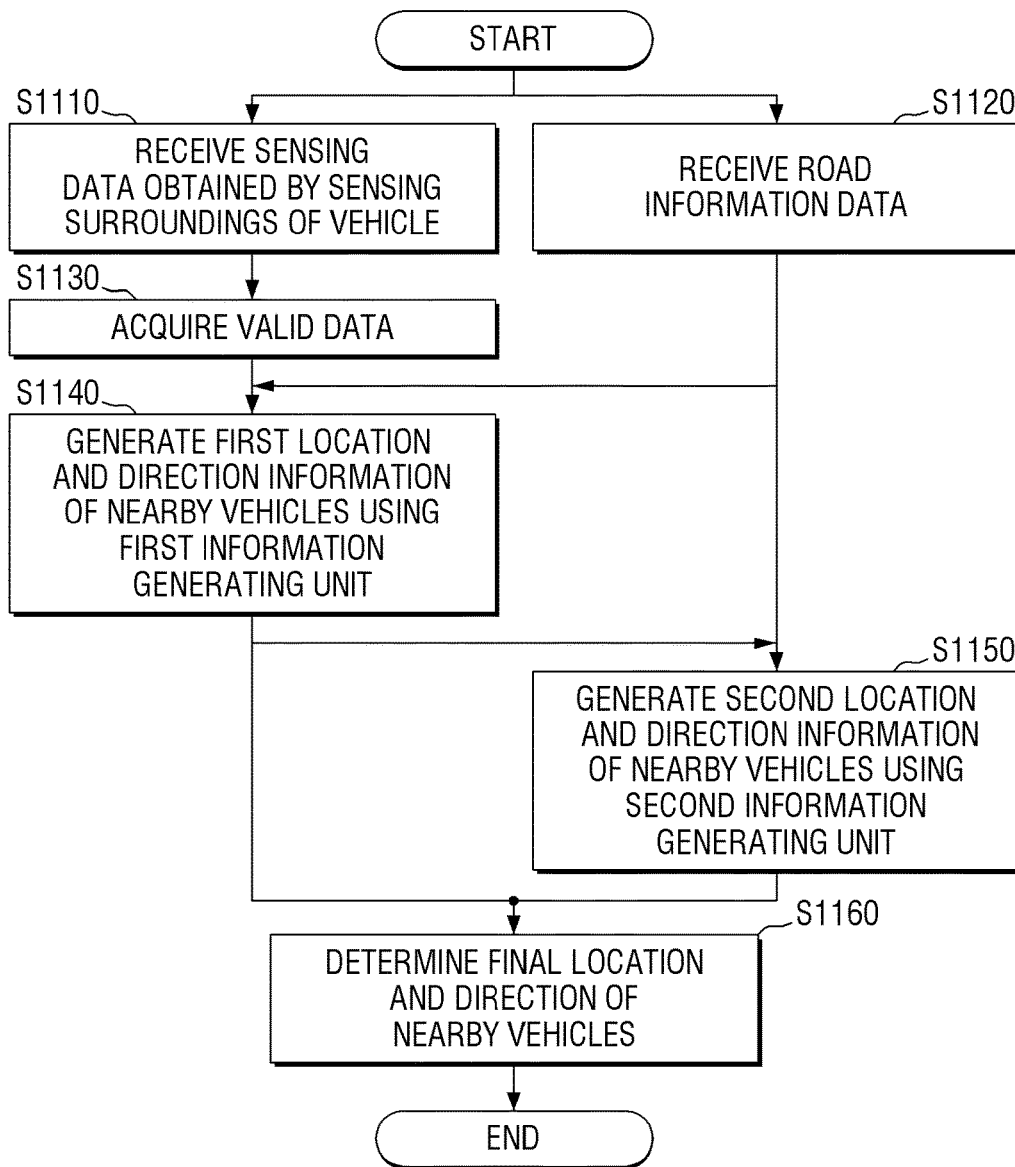 START
S1110
RECEIVE SENSING
DATA OBTAINED BY SENSING
SURROUNDINGS OF VEHICLE
S1120
RECEIVE ROAD
INFORMATION DATA
S1130
ACQUIRE VALID DATA
S1140
GENERATE FIRST LOCATION
AND DIRECTION INFORMATION
OF NEARBY VEHICLES USING
FIRST INFORMATION
GENERATING UNIT
S1150
GENERATE SECOND LOCATION
AND DIRECTION INFORMATION
OF NEARBY VEHICLES USING
SECOND INFORMATION
GENERATING UNIT
S1160
DETERMINE FINAL LOCATION
AND DIRECTION OF
NEARBY VEHICLES
END